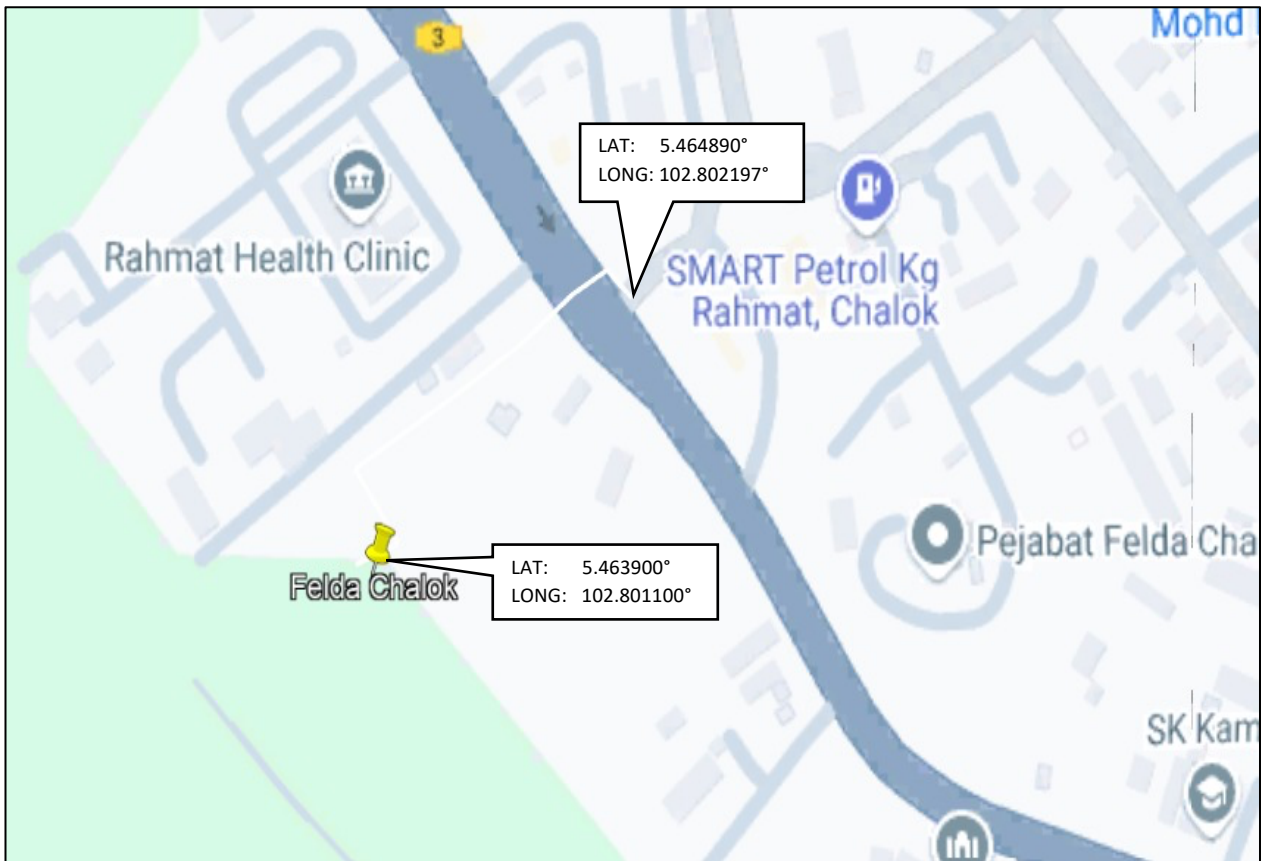 3
Mohd
LAT: 5.464890°
LONG: 102.802197°
Rahmat Health Clinic
SMART Petrol Kg
Rahmat, Chalok
Pejabat Felda Cha
Felda Chalok
LAT: 5.463900°
LONG: 102.801100°
SK Kam